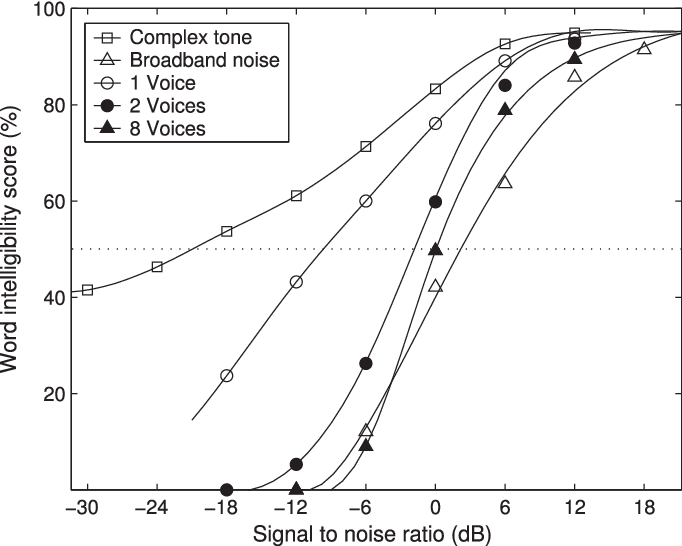 100
80
60
40
20
Word intelligibility score (%)
Complex tone
Broadband noise
1 Voice
2 Voices
8 Voices
−30 −24 −18 −12 −6 0 6 12 18
Signal to noise ratio (dB)